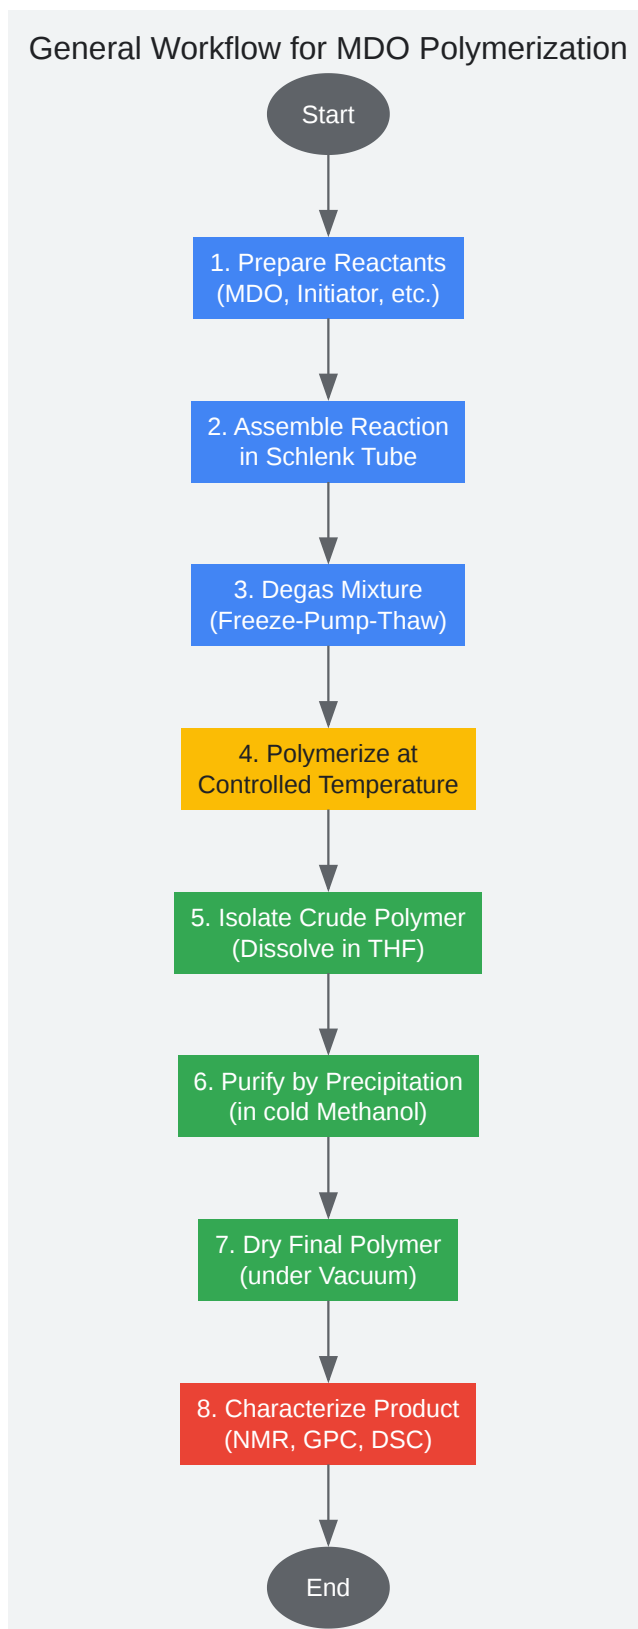 General Workflow for MDO Polymerization
Start
1. Prepare Reactants
(MDO, Initiator, etc.)
2. Assemble Reaction
in Schlenk Tube
3. Degas Mixture
(Freeze-Pump-Thaw)
4. Polymerize at
Controlled Temperature
5. Isolate Crude Polymer
(Dissolve in THF)
6. Purify by Precipitation
(in cold Methanol)
7. Dry Final Polymer
(under Vacuum)
8. Characterize Product
(NMR, GPC, DSC)
End